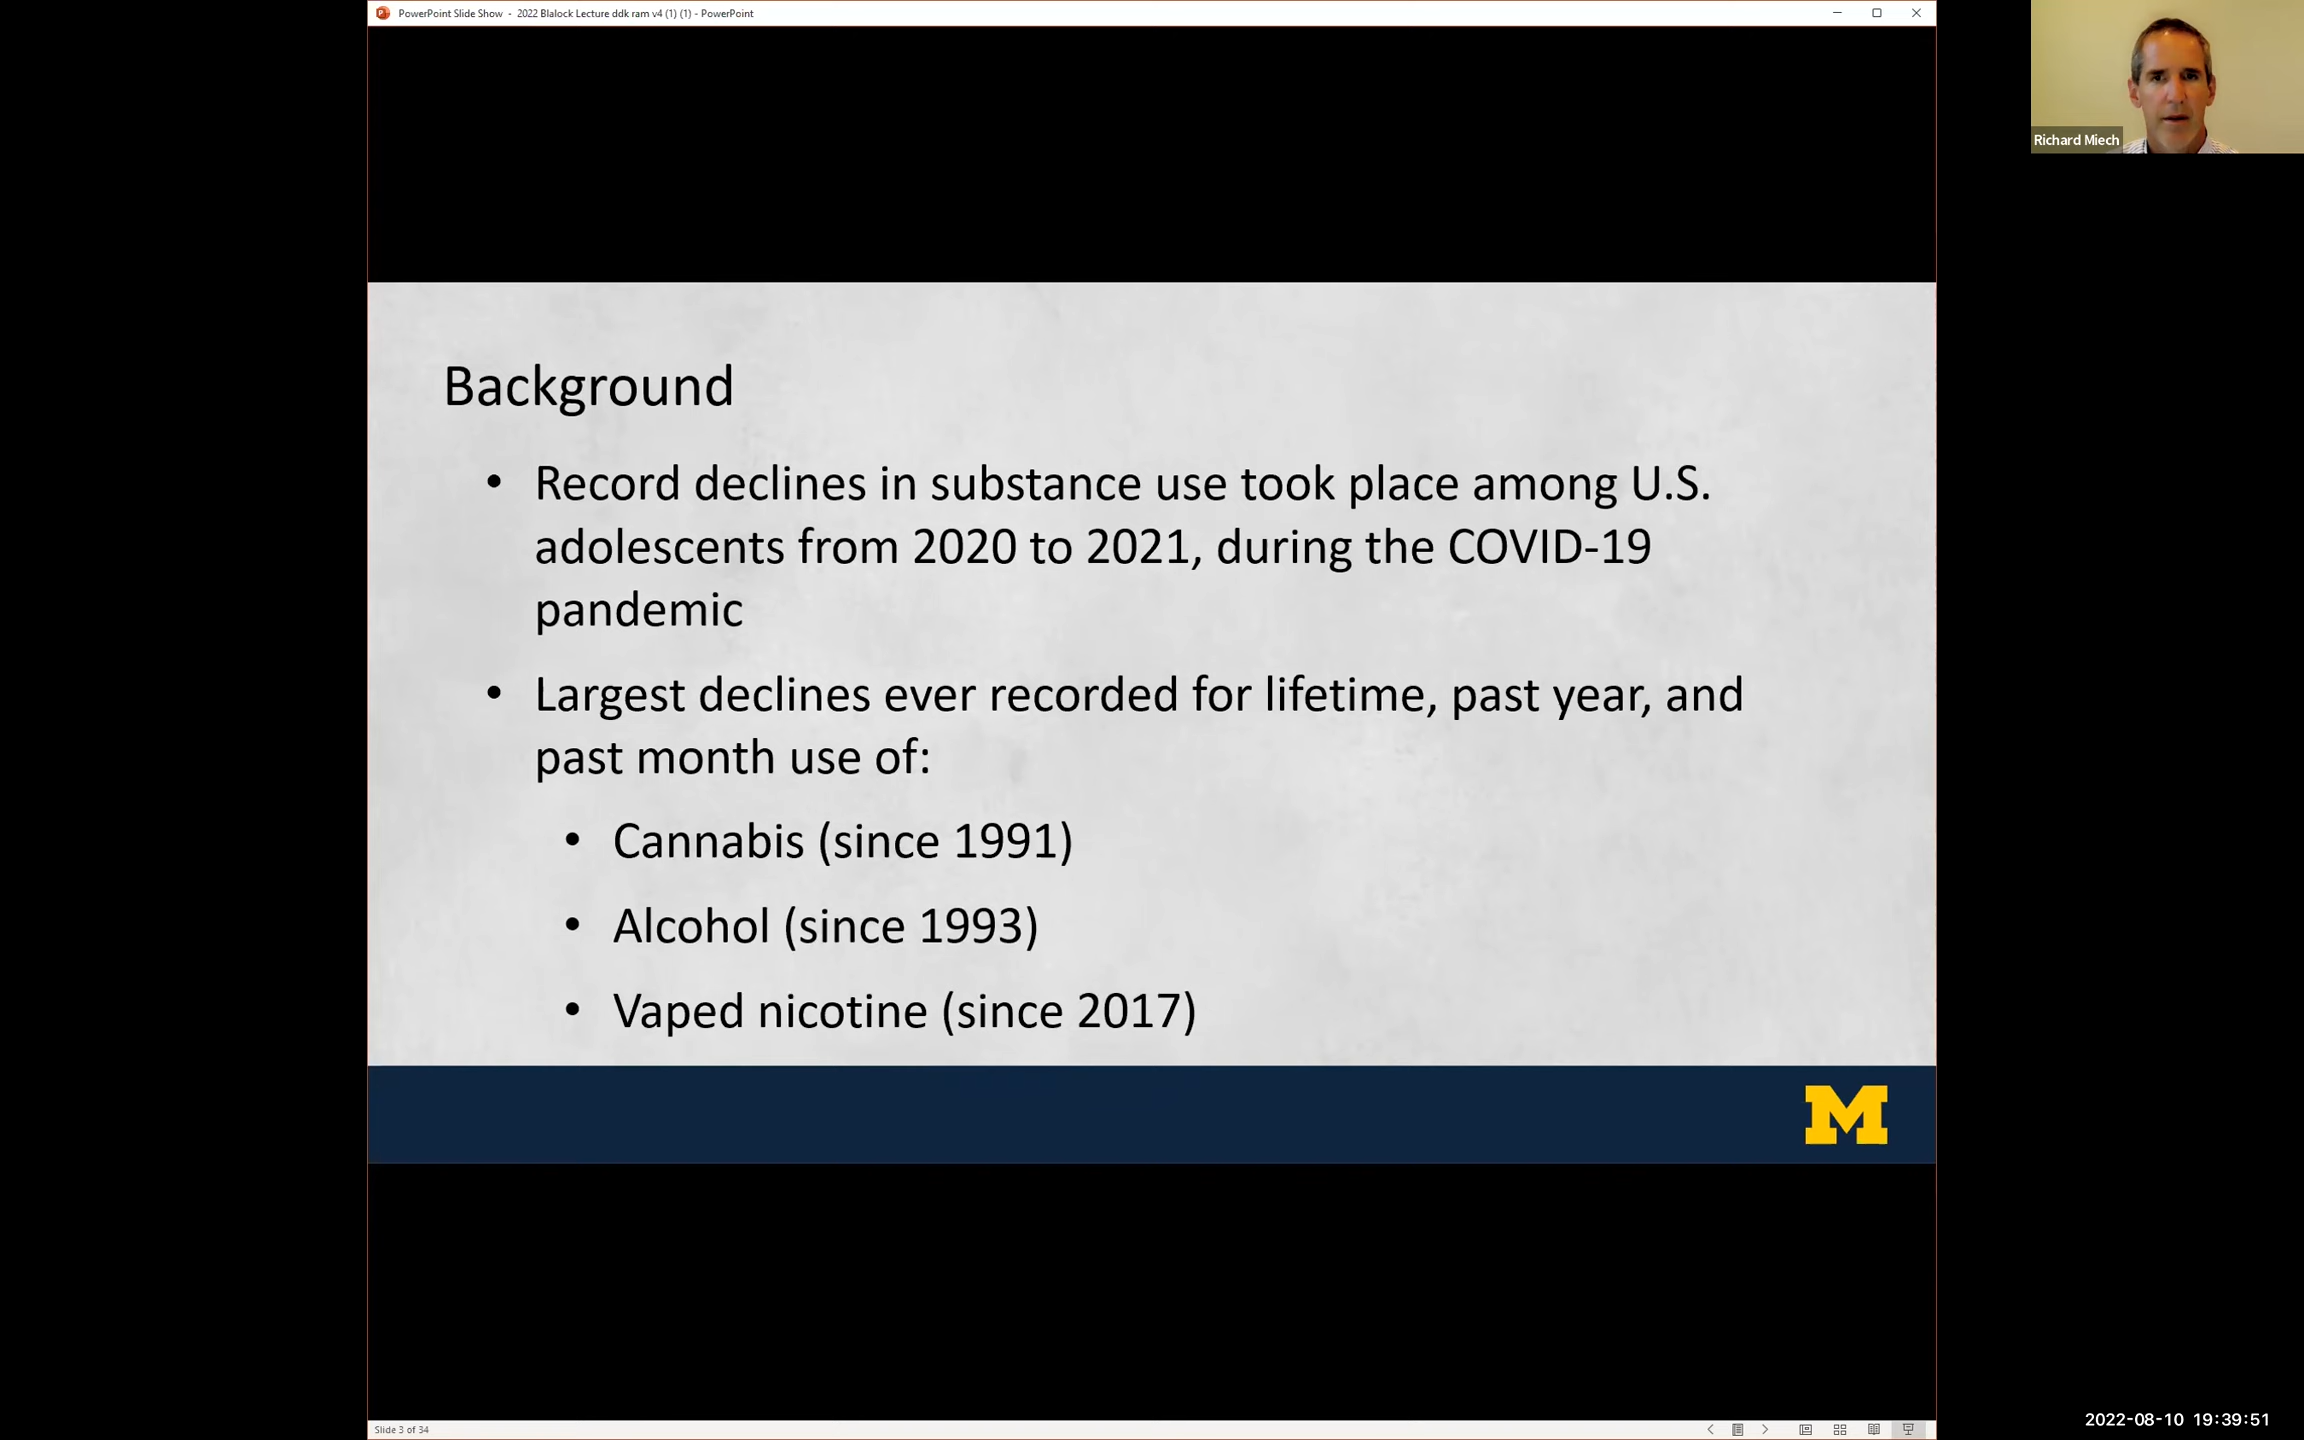 PowerPoint Slide Show - 2022 Blalock Lecture ddk ram v4 (1) (1) - PowerPoint
Richard Miech
Background
• Record declines in substance use took place among U.S.
adolescents from 2020 to 2021, during the COVID-19
pandemic
• Largest declines ever recorded for lifetime, past year, and
past month use of:
• Cannabis (since 1991)
• Alcohol (since 1993)
• Vaped nicotine (since 2017)
M
Slide 3 of 34
2022-08-10 19:39:51